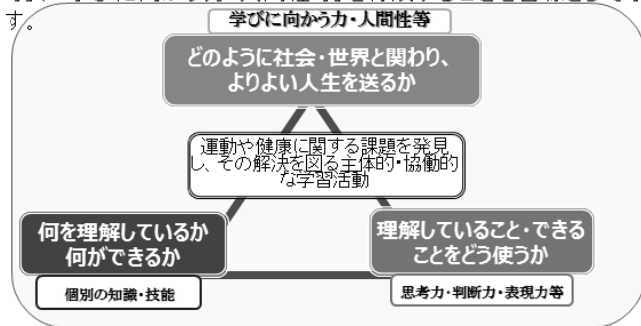 す。
学びに向かう力・人間性等
どのように社会・世界と関わり、
よりよい人生を送るか
運動や健康に関する課題を発見
し、その解決を図る主体的・協働的
な学習活動
何を理解しているか
何ができるか
理解していること・できる
ことをどう使うか
個別の知識・技能
思考力・判断力・表現力等